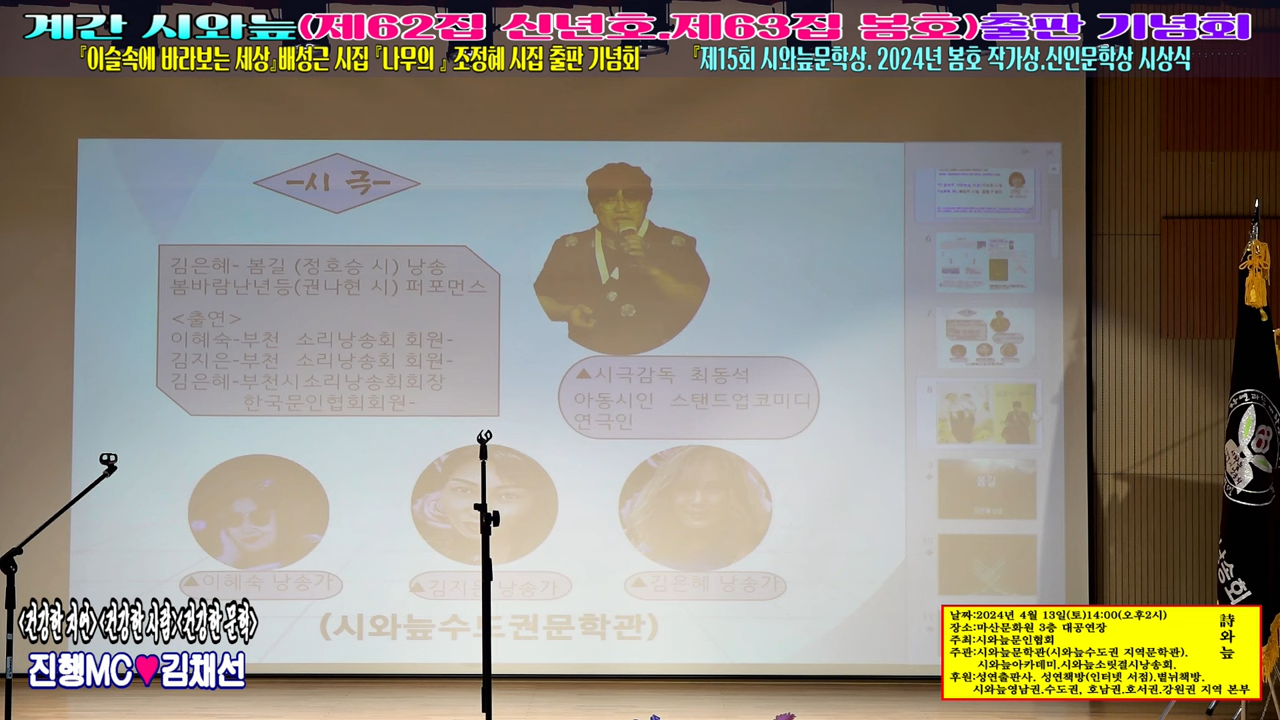 계간 시와늪(제62집 신년호.제63집 봄호)출판 기념회
『이슬속에 바라보는 세상』배성근 시집 『나무의 』 조정혜 시집 출판 기념회
『제15회 시와늪문학상. 2024년 봄호 작가상.신인문학상 시상식
-시 극-
김은혜- 봄길 (정호승 시) 낭송
봄바람난년등(권나현 시) 퍼포먼스
<출연>
이혜숙-부천 소리낭송회 회원-
김지은-부천 소리낭송회 회원-
김은혜-부천시소리낭송회회장
한국문인협회회원-
▲시극감독 최동석
아동시인 스탠드업코미디
연극인
▲이혜숙 낭송가
▲김지은 낭송가
▲김은혜 낭송가
(시와늪수도권문학관)
6
7
8
봄길
낭송회
<건강한 지역> <건강한 사람><건강한 문학>
진행MC♥김채선
날짜:2024년 4월 13일(토)14:00(오후2시)
장소:마산문화원 3층 대공연장
주최:시와늪문인협회
주관:시와늪문학관(시와늪수도권 지역문학관).
시와늪아카데미.시와늪소릿결시낭송회.
후원:성연출판사. 성연책방(인터넷 서점).별뉘책방.
시와늪영남권.수도권, 호남권.호서권.강원권 지역 본부
詩와늪